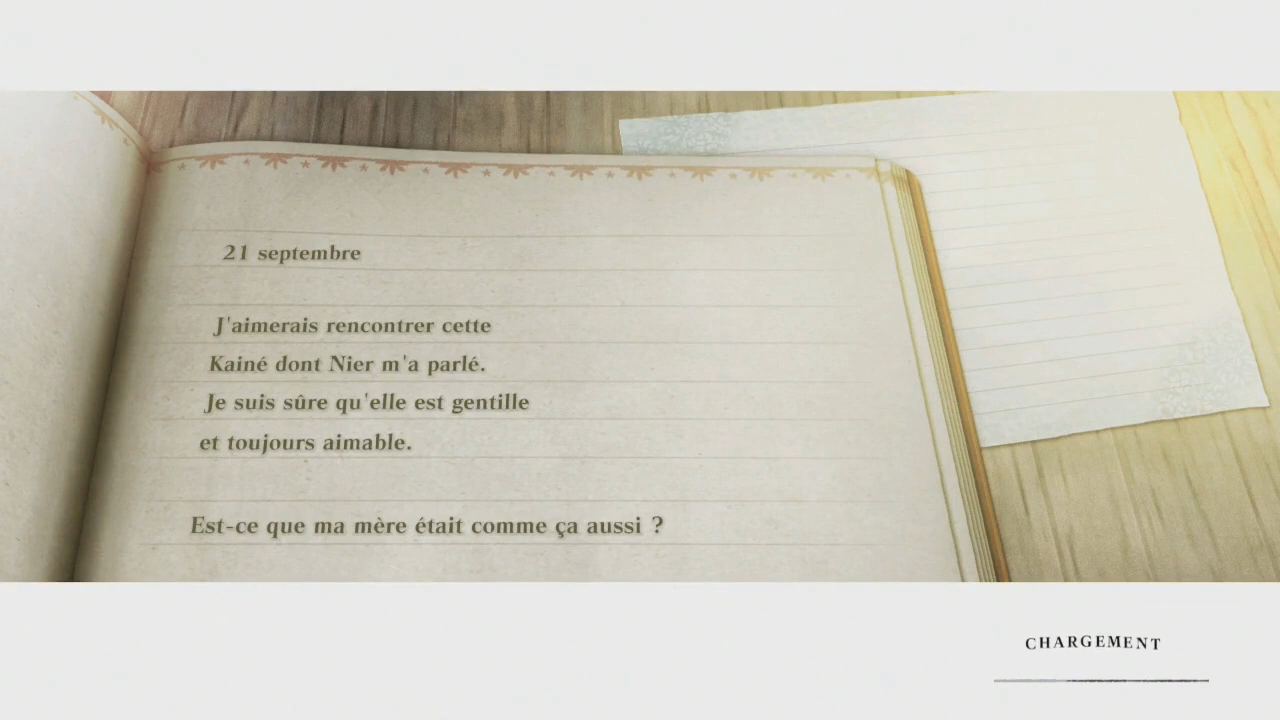 21 septembre
J'aimerais rencontrer cette
Kainé dont Nier m'a parlé.
Je suis sûre qu'elle est gentille
et toujours aimable.
Est-ce que ma mère était comme ça aussi ?
CHARGEMENT